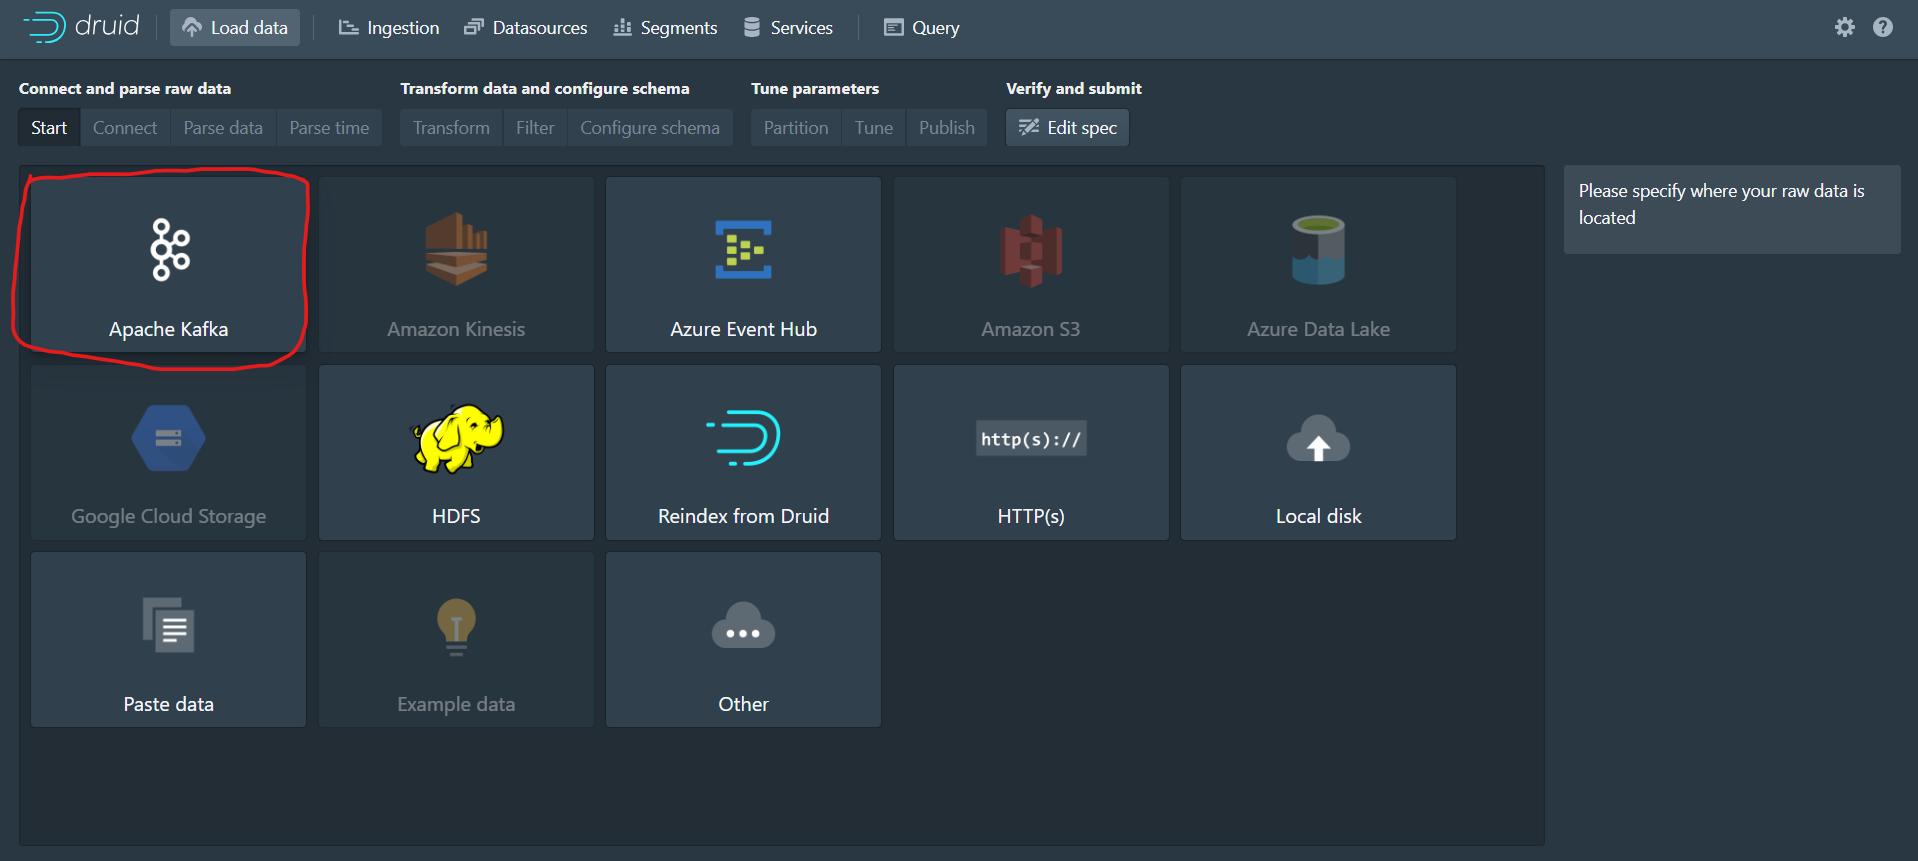 druid Load data Ingestion Datasources Segments Services Query
Connect and parse raw data Transform data and configure schema Tune parameters Verify and submit
Start Connect Parse data Parse time Transform Filter Configure schema Partition Tune Publish Edit spec
Please specify where your raw data is
located
Apache Kafka Amazon Kinesis Azure Event Hub Amazon S3 Azure Data Lake
http(s)://
Google Cloud Storage HDFS Reindex from Druid HTTP(s) Local disk
Paste data Example data Other